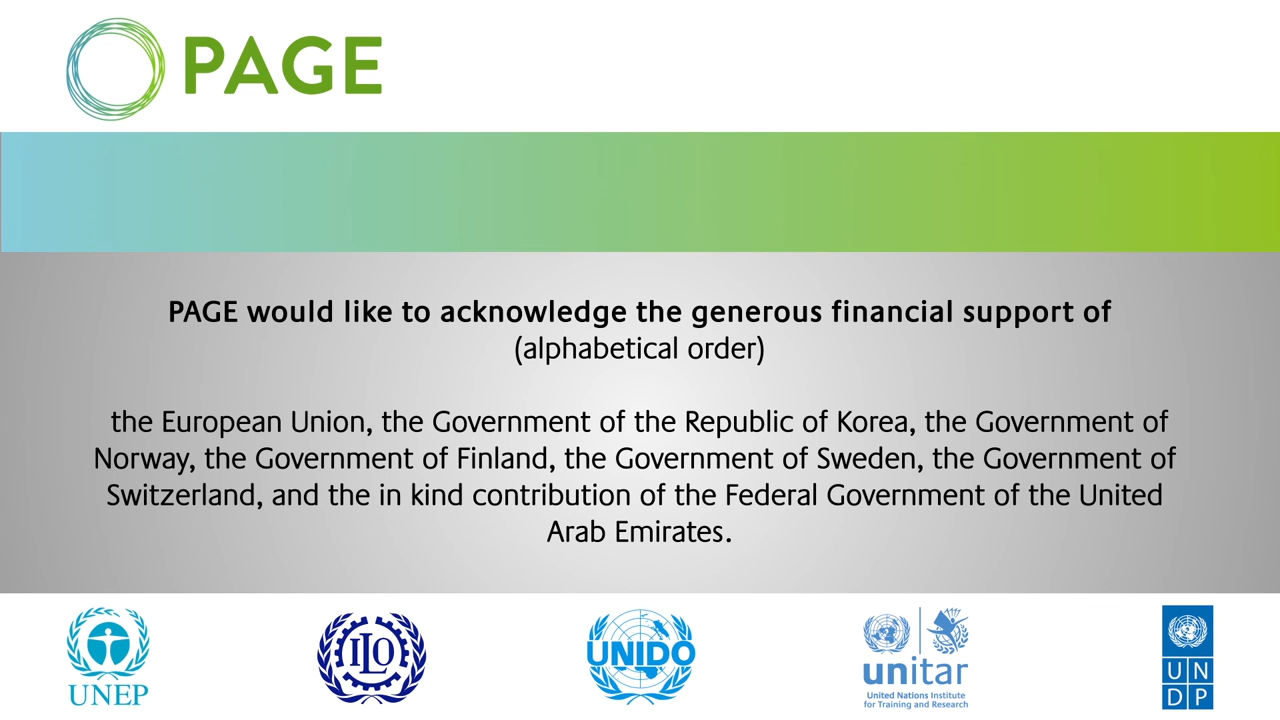 PAGE
PAGE would like to acknowledge the generous financial support of
(alphabetical order)
the European Union, the Government of the Republic of Korea, the Government of
Norway, the Government of Finland, the Government of Sweden, the Government of
Switzerland, and the in kind contribution of the Federal Government of the United
Arab Emirates.
UNEP
ILO
UNIDO
unitar
United Nations Institute
for Training and Research
UN
DP